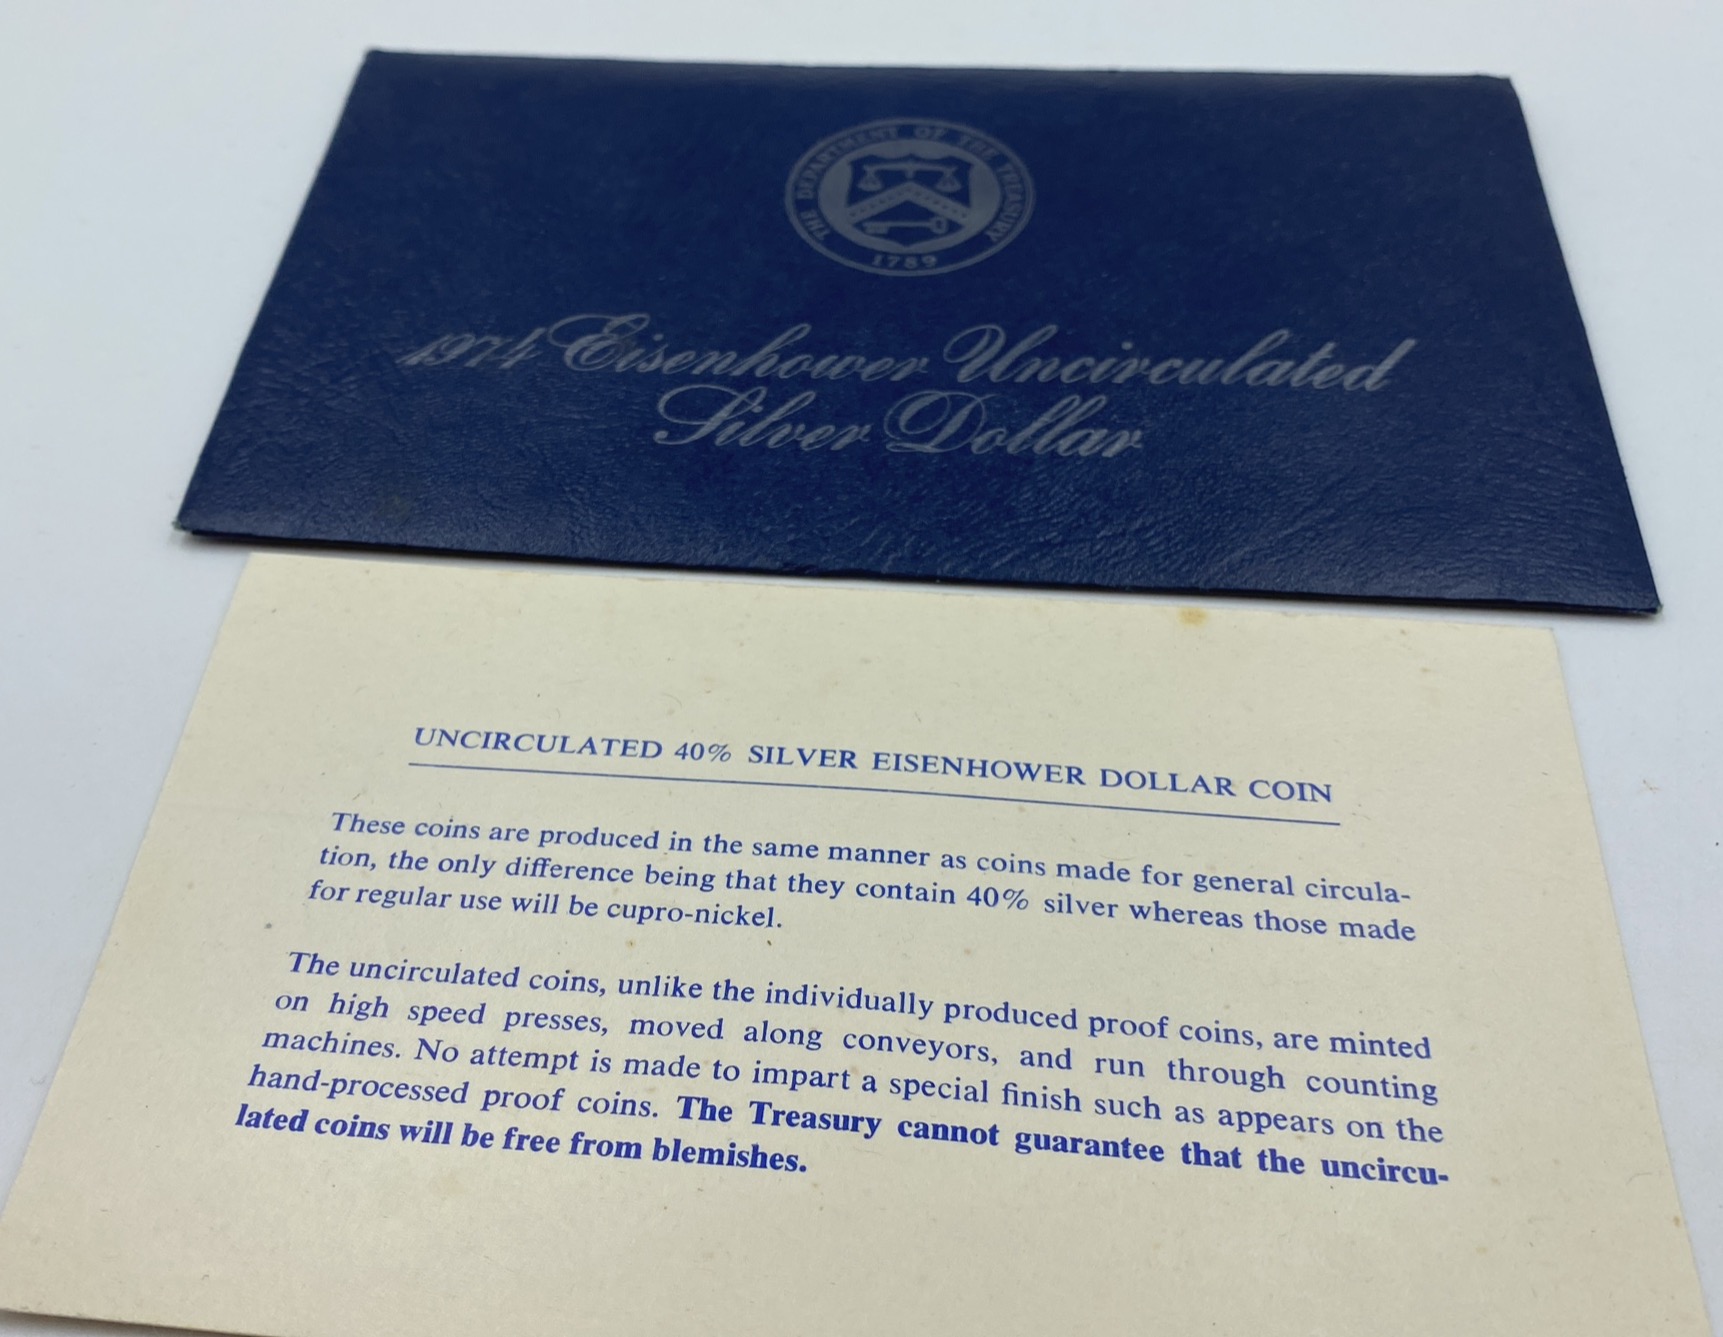 THE DEPARTMENT OF THE TREASURY
1789
1974 Eisenhower Uncirculated
Silver Dollar
UNCIRCULATED 40% SILVER EISENHOWER DOLLAR COIN
These coins are produced in the same manner as coins made for general circula-
tion, the only difference being that they contain 40% silver whereas those made
for regular use will be cupro-nickel.
The uncirculated coins, unlike the individually produced proof coins, are minted
on high speed presses, moved along conveyors, and run through counting
machines. No attempt is made to impart a special finish such as appears on the
hand-processed proof coins. The Treasury cannot guarantee that the uncircu-
lated coins will be free from blemishes.